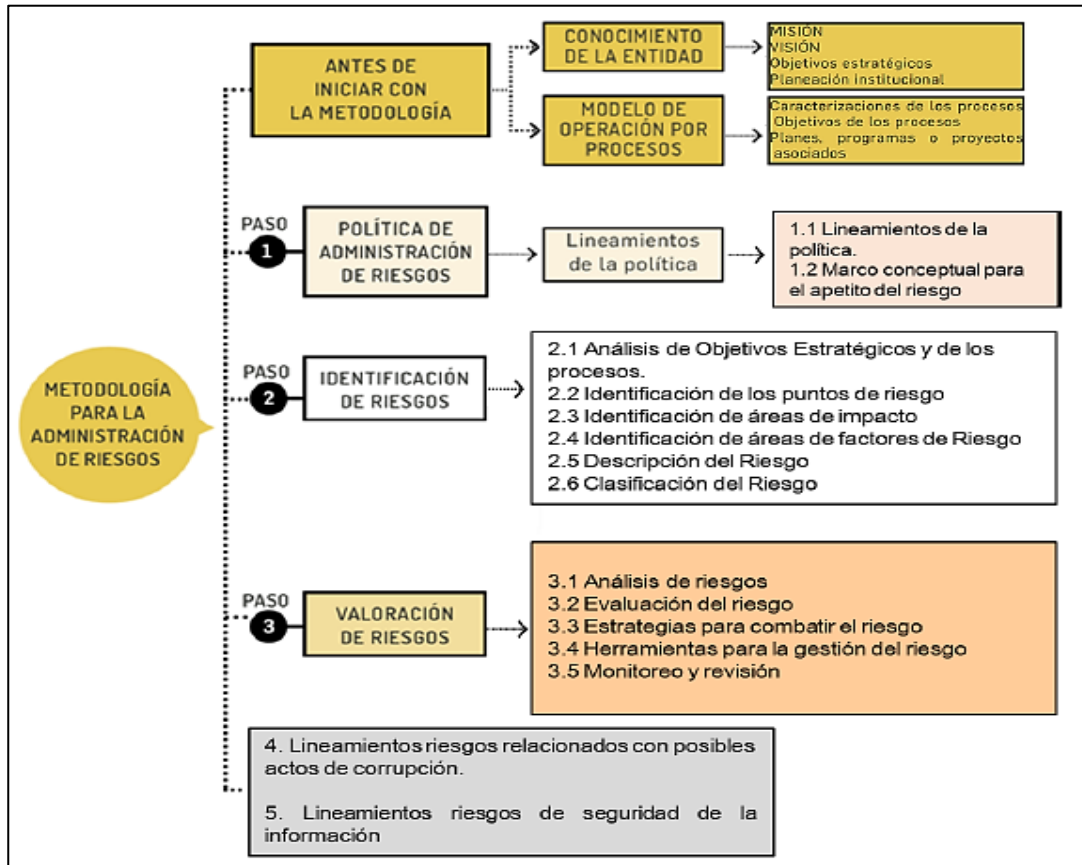 ANTES DE
INICIAR CON
LA METODOLOGÍA
CONOCIMIENTO
DE LA ENTIDAD
MISIÓN
VISIÓN
Objetivos estratégicos
Planeación institucional
MODELO DE
OPERACIÓN POR
PROCESOS
Caracterizaciones de los procesos
Objetivos de los procesos
Planes, programas o proyectos
asociados
PASO
1
POLÍTICA DE
ADMINISTRACIÓN
DE RIESGOS
Lineamientos
de la política
1.1 Lineamientos de la
política.
1.2 Marco conceptual para
el apetito del riesgo
METODOLOGÍA
PARA LA
ADMINISTRACIÓN
DE RIESGOS
PASO
2
IDENTIFICACIÓN
DE RIESGOS
2.1 Análisis de Objetivos Estratégicos y de los
procesos.
2.2 Identificación de los puntos de riesgo
2.3 Identificación de áreas de impacto
2.4 Identificación de áreas de factores de Riesgo
2.5 Descripción del Riesgo
2.6 Clasificación del Riesgo
PASO
3
VALORACIÓN
DE RIESGOS
3.1 Análisis de riesgos
3.2 Evaluación del riesgo
3.3 Estrategias para combatir el riesgo
3.4 Herramientas para la gestión del riesgo
3.5 Monitoreo y revisión
4. Lineamientos riesgos relacionados con posibles
actos de corrupción.
5. Lineamientos riesgos de seguridad de la
información